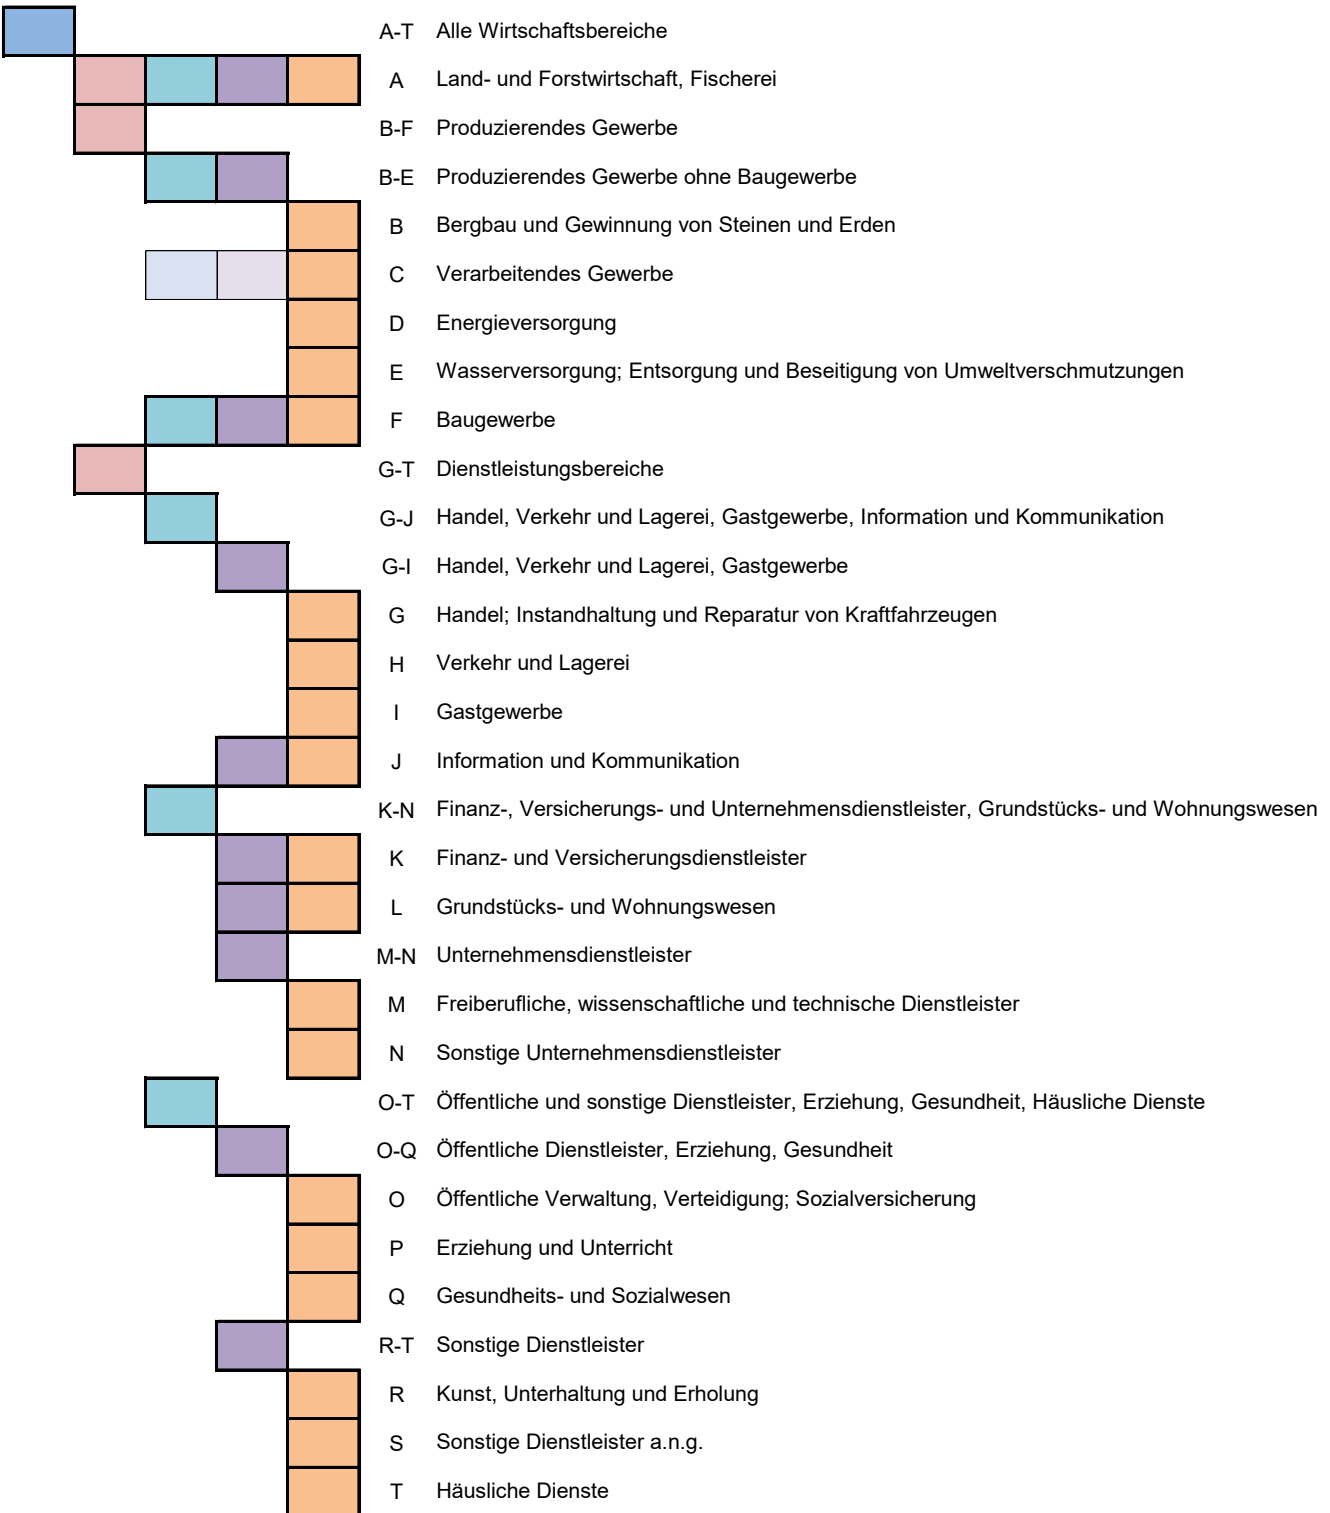 A-T Alle Wirtschaftsbereiche
A Land- und Forstwirtschaft, Fischerei
B-F Produzierendes Gewerbe
B-E Produzierendes Gewerbe ohne Baugewerbe
B Bergbau und Gewinnung von Steinen und Erden
C Verarbeitendes Gewerbe
D Energieversorgung
E Wasserversorgung; Entsorgung und Beseitigung von Umweltverschmutzungen
F Baugewerbe
G-T Dienstleistungsbereiche
G-J Handel, Verkehr und Lagerei, Gastgewerbe, Information und Kommunikation
G-I Handel, Verkehr und Lagerei, Gastgewerbe
G Handel; Instandhaltung und Reparatur von Kraftfahrzeugen
H Verkehr und Lagerei
I Gastgewerbe
J Information und Kommunikation
K-N Finanz-, Versicherungs- und Unternehmensdienstleister, Grundstücks- und Wohnungswesen
K Finanz- und Versicherungsdienstleister
L Grundstücks- und Wohnungswesen
M-N Unternehmensdienstleister
M Freiberufliche, wissenschaftliche und technische Dienstleister
N Sonstige Unternehmensdienstleister
O-T Öffentliche und sonstige Dienstleister, Erziehung, Gesundheit, Häusliche Dienste
O-Q Öffentliche Dienstleister, Erziehung, Gesundheit
O Öffentliche Verwaltung, Verteidigung; Sozialversicherung
P Erziehung und Unterricht
Q Gesundheits- und Sozialwesen
R-T Sonstige Dienstleister
R Kunst, Unterhaltung und Erholung
S Sonstige Dienstleister a.n.g.
T Häusliche Dienste